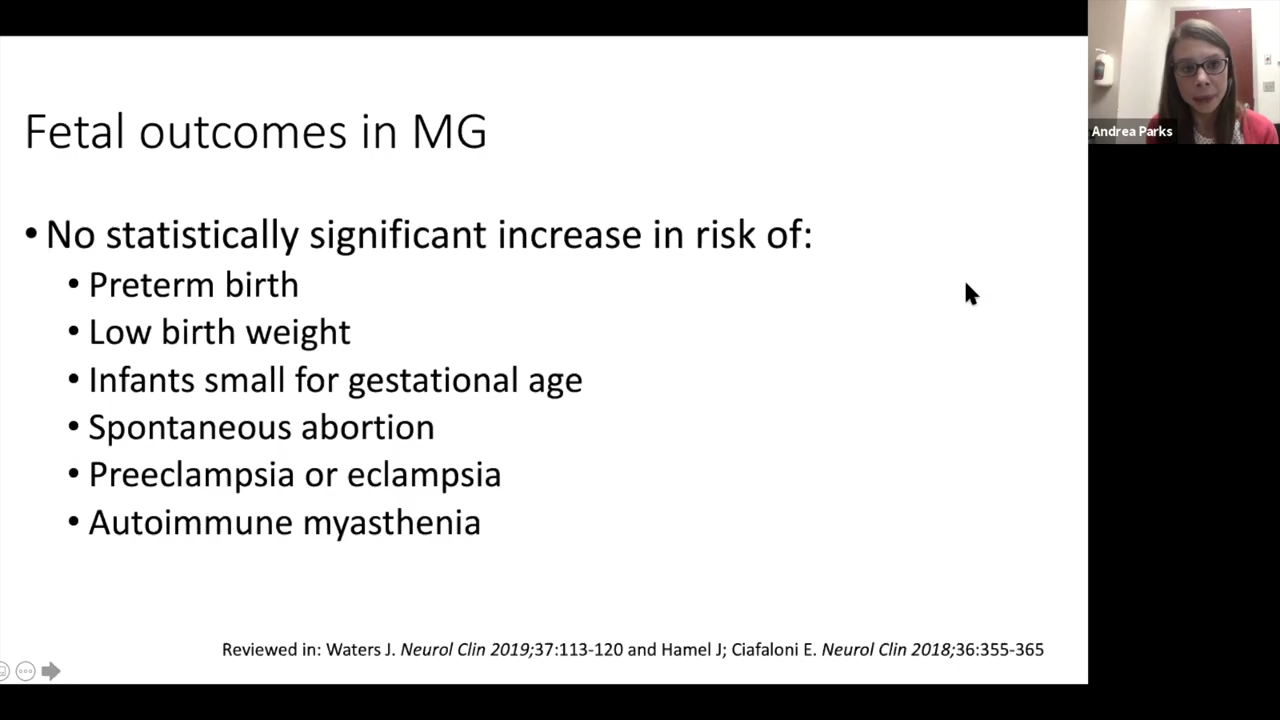 Fetal outcomes in MG
• No statistically significant increase in risk of:
• Preterm birth
• Low birth weight
• Infants small for gestational age
• Spontaneous abortion
• Preeclampsia or eclampsia
• Autoimmune myasthenia
Reviewed in: Waters J. Neurol Clin 2019;37:113-120 and Hamel J; Ciafaloni E. Neurol Clin 2018;36:355-365
Andrea Parks